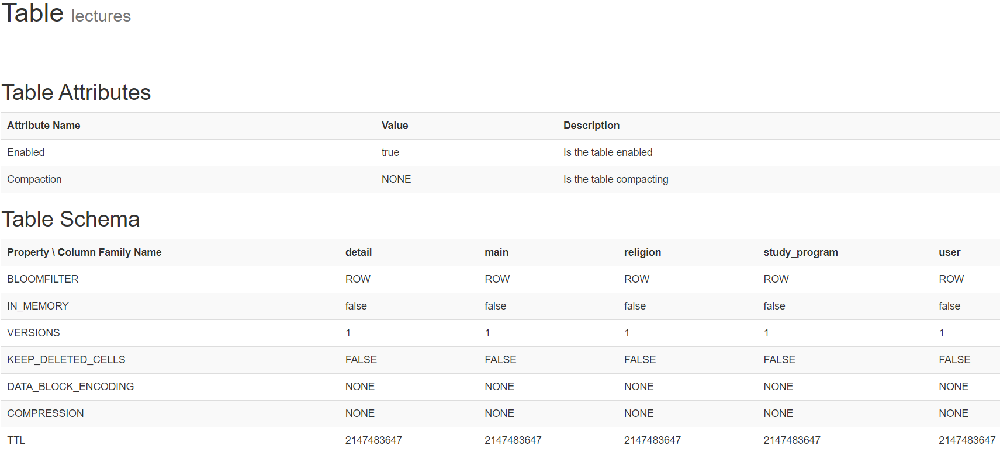 Table lectures
Table Attributes
Attribute Name Value Description
Enabled true Is the table enabled
Compaction NONE Is the table compacting
Table Schema
Property \ Column Family Name detail main religion study_program user
BLOOMFILTER ROW ROW ROW ROW ROW
IN_MEMORY false false false false false
VERSIONS 1 1 1 1 1
KEEP_DELETED_CELLS FALSE FALSE FALSE FALSE FALSE
DATA_BLOCK_ENCODING NONE NONE NONE NONE NONE
COMPRESSION NONE NONE NONE NONE NONE
TTL 2147483647 2147483647 2147483647 2147483647 2147483647